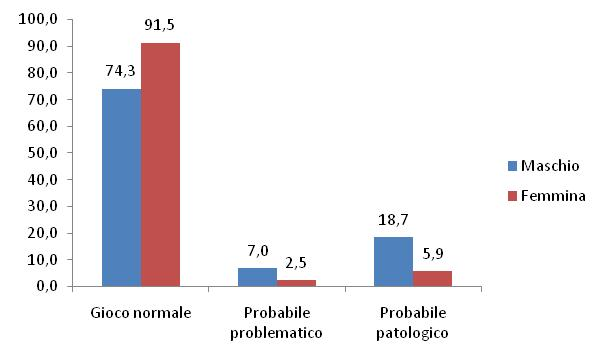 100,0
90,0
80,0
70,0
60,0
50,0
40,0
30,0
20,0
10,0
0,0
74,3
91,5
7,0
2,5
18,7
5,9
Gioco normale
Probabile
problematico
Probabile
patologico
Maschio
Femmina